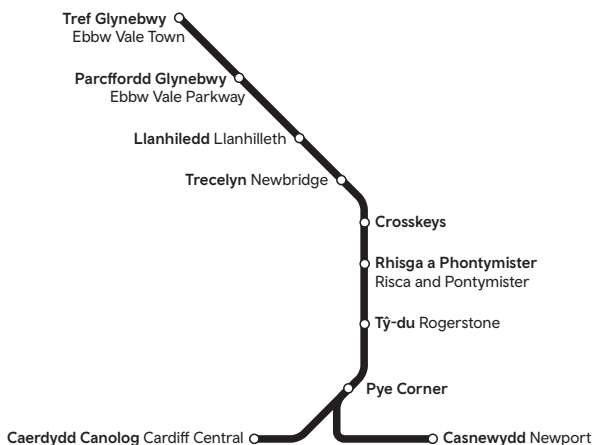 Tref Glynebwy
Ebbw Vale Town
Parcffordd Glynebwy
Ebbw Vale Parkway
Llanhiledd Llanhilleth
Trecelyn Newbridge
Crosskeys
Rhisga a Phontymister
Risca and Pontymister
Tŷ-du Rogerstone
Pye Corner
Caerdydd Canolog Cardiff Central
Casnewydd Newport